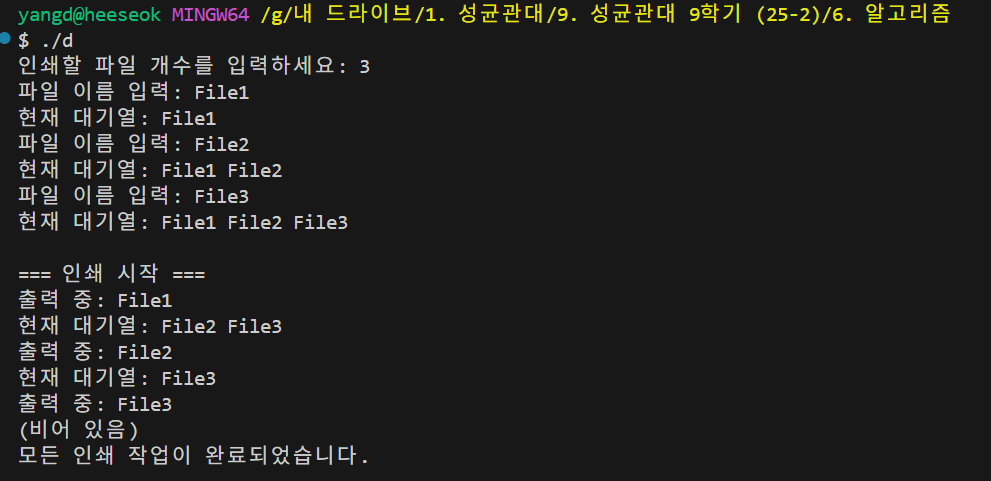 yangd@heeseok MINGW64 /g/내 드라이브/1. 성균관대/9. 성균관대 9학기 (25-2)/6. 알고리즘
$ ./d
인쇄할 파일 개수를 입력하세요: 3
파일 이름 입력: File1
현재 대기열: File1
파일 이름 입력: File2
현재 대기열: File1 File2
파일 이름 입력: File3
현재 대기열: File1 File2 File3
=== 인쇄 시작 ===
출력 중: File1
현재 대기열: File2 File3
출력 중: File2
현재 대기열: File3
출력 중: File3
(비어 있음)
모든 인쇄 작업이 완료되었습니다.